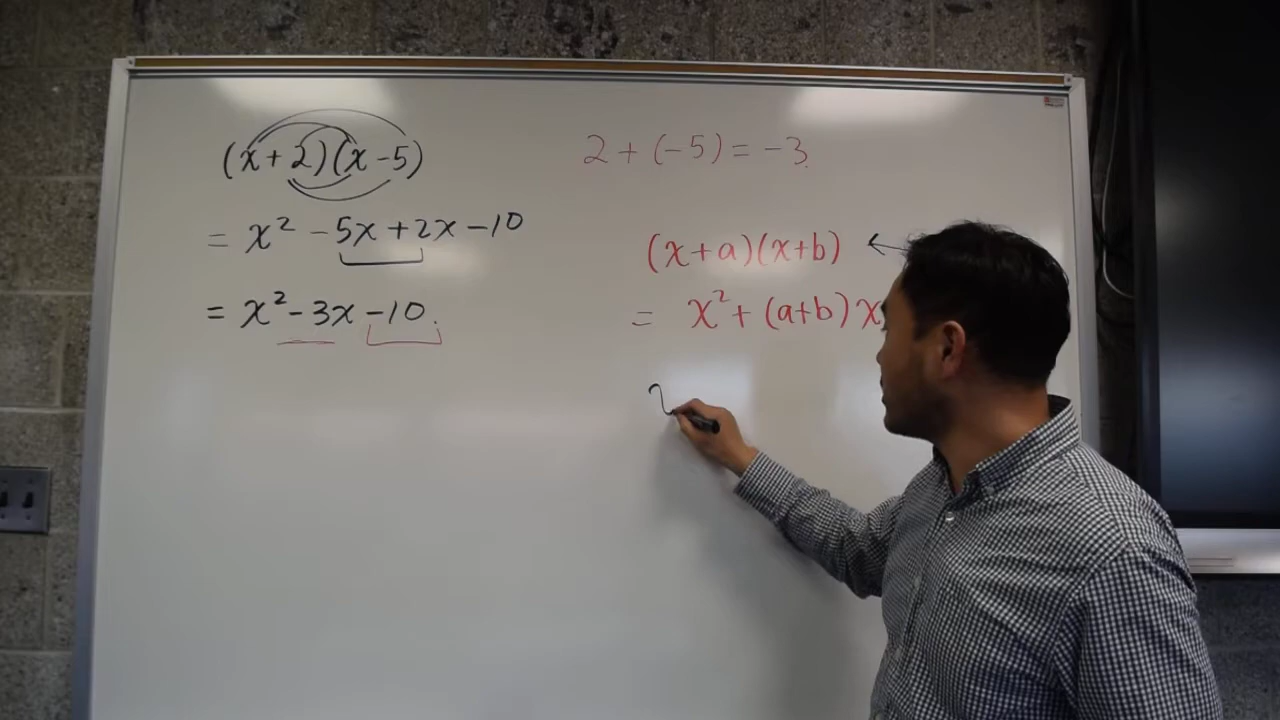 (x+2)(x-5)
= x² -5x+2x-10
= x²-3x-10.
2+(-5)=-3.
(x+a)(x+b) ←
= x²+(a+b)x